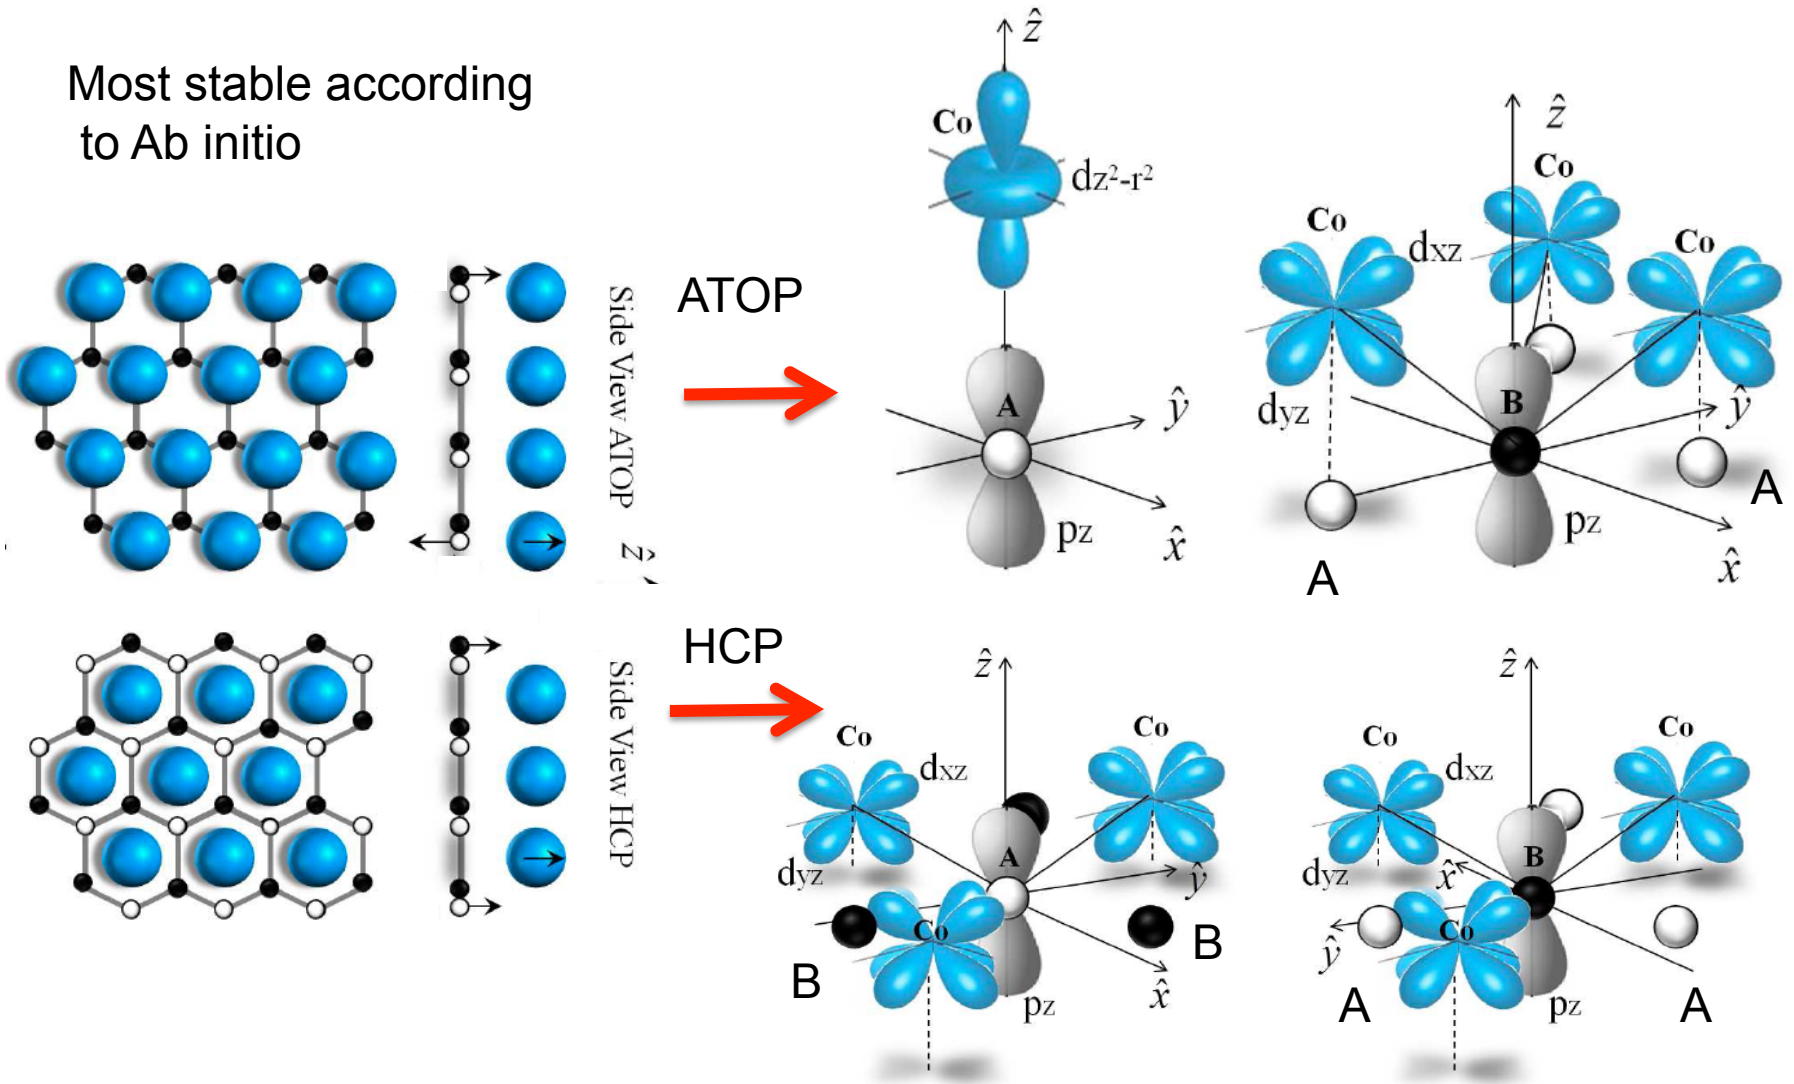 Most stable according
to Ab initio
Side View ATOP
ẑ
ATOP
ẑ
Co
dz²-r²
A
ŷ
x̂
pz
ẑ
Co
Co
Co
dxz
dyz
B
ŷ
A
A
pz
x̂
Side View HCP
HCP
ẑ
Co
Co
dxz
A
dyz
ŷ
Co
B
B
x̂
pz
ẑ
Co
Co
dxz
B
dyz
x̂
Co
ŷ
A
A
pz